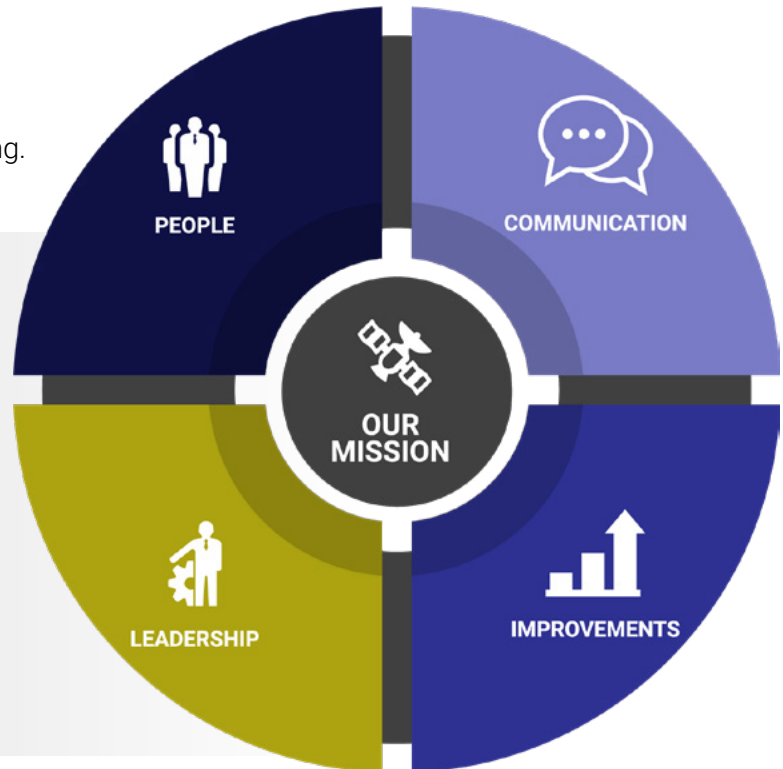 PEOPLE
COMMUNICATION
OUR
MISSION
LEADERSHIP
IMPROVEMENTS